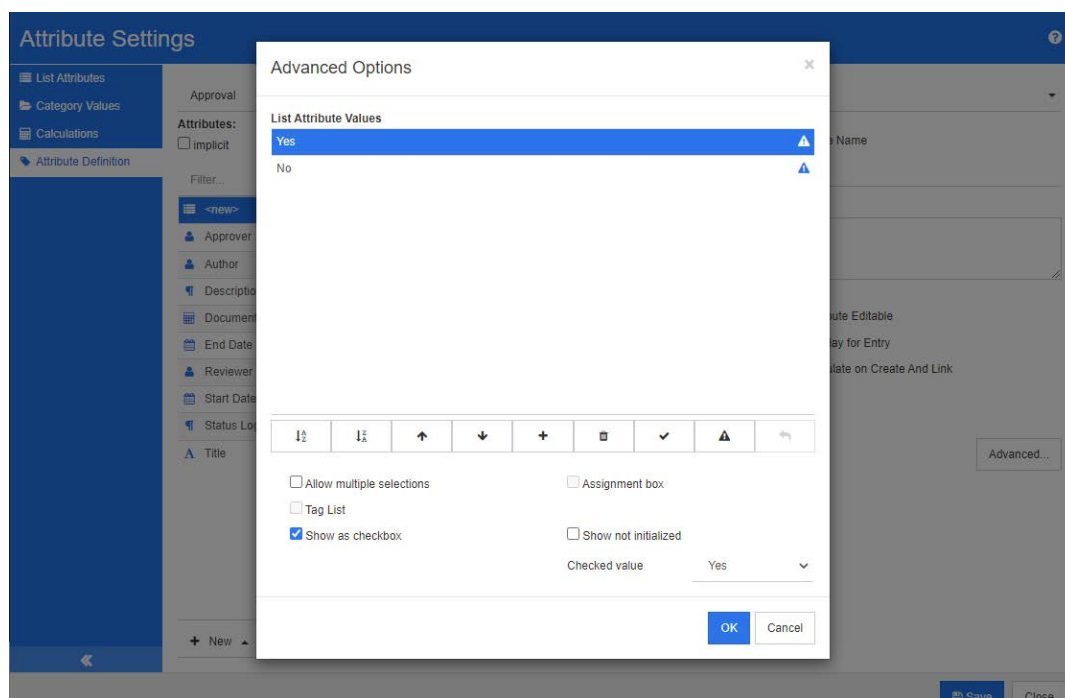 Attribute Settings
List Attributes
Category Values
Calculations
Attribute Definition
Approval
Attributes:
implicit
Filter...
<new>
Approver
Author
Descriptio
Document
End Date
Reviewer
Start Date
Status Log
A Title
+ New
Advanced Options
×
List Attribute Values
Yes
No
Allow multiple selections
Assignment box
Tag List
Show as checkbox
Show not initialized
Checked value
Yes
OK
Cancel
Name
ute Editable
lay for Entry
late on Create And Link
Advanced...
Save
Close